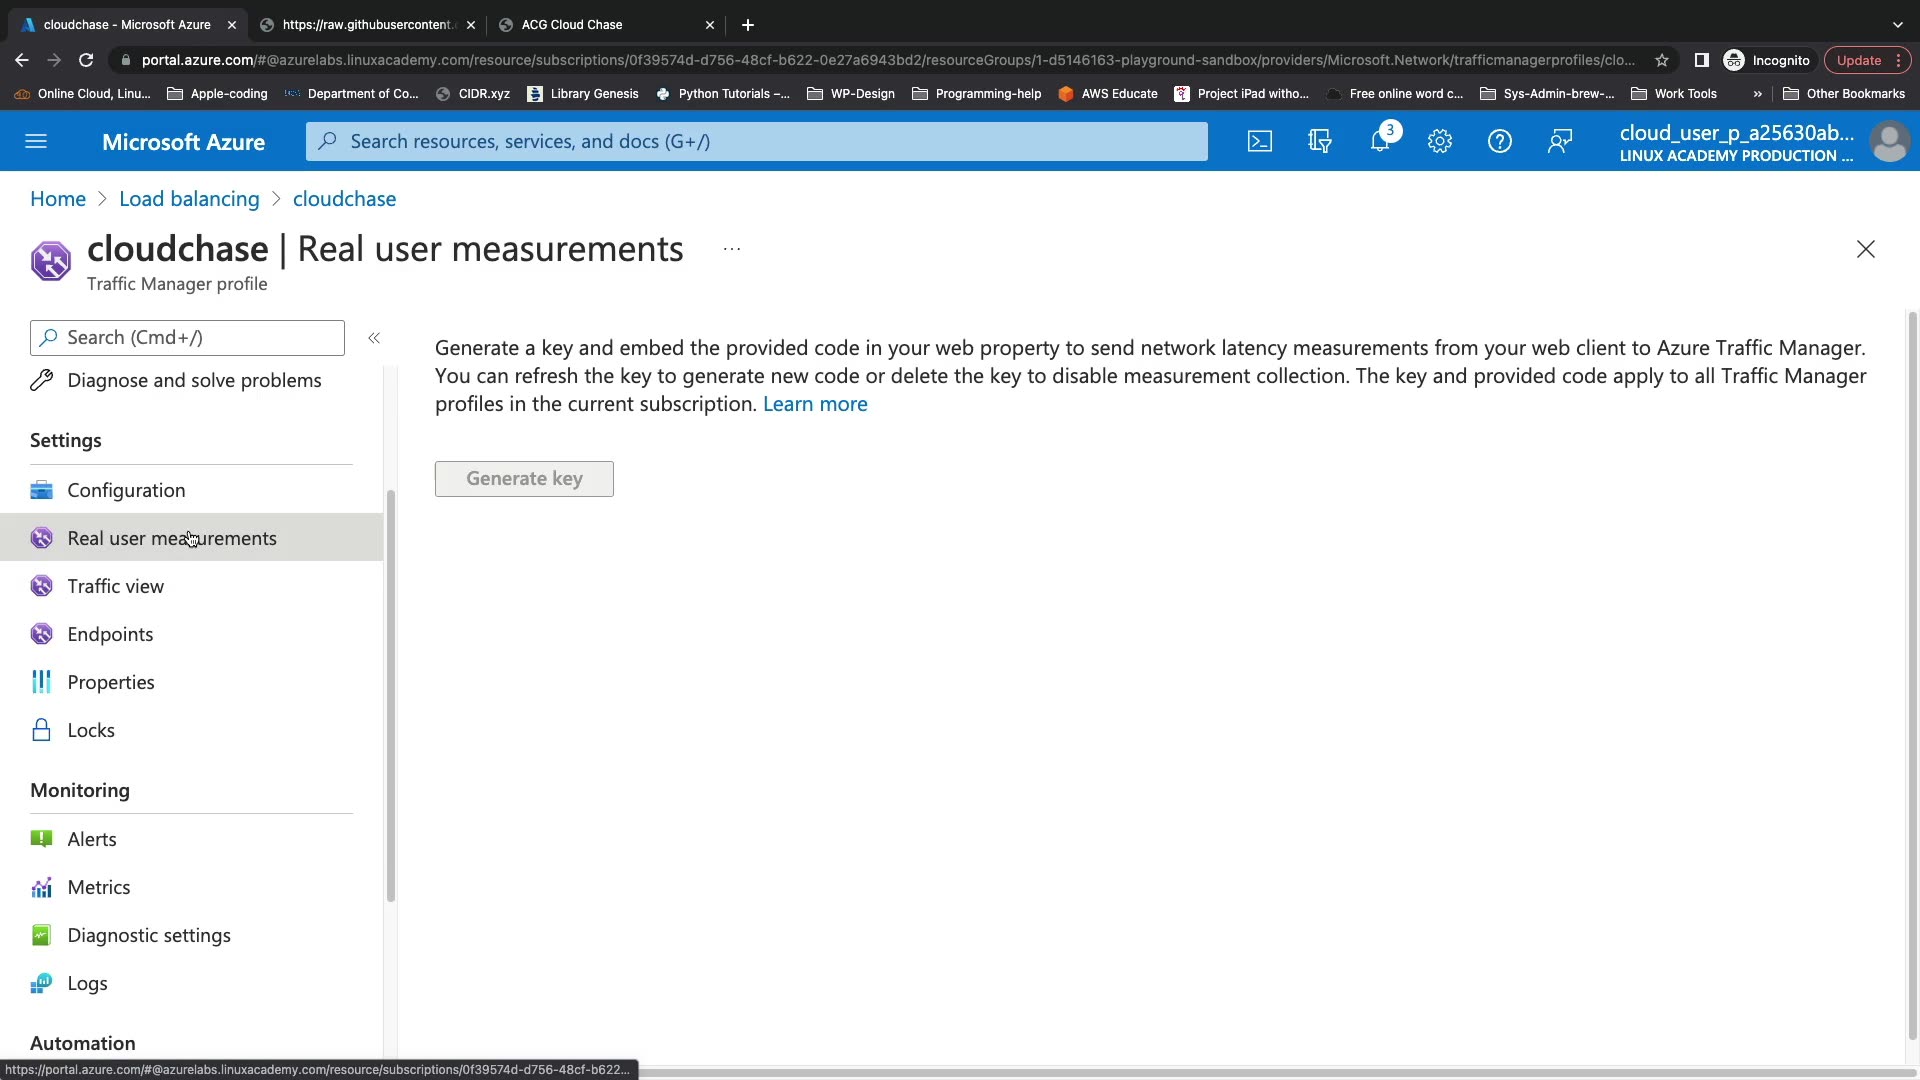 cloudchase - Microsoft Azure
https://raw.githubusercontent.
ACG Cloud Chase
portal.azure.com/#@azurelabs.linuxacademy.com/resource/subscriptions/0f39574d-d756-48cf-b622-0e27a6943bd2/resourceGroups/1-d5146163-playground-sandbox/providers/Microsoft.Network/trafficmanagerprofiles/clo...
Incognito
Update
Online Cloud, Linu...
Apple-coding
Department of Co...
CIDR.xyz
Library Genesis
Python Tutorials –...
WP-Design
Programming-help
AWS Educate
Project iPad witho...
Free online word c...
Sys-Admin-brew-...
Work Tools
»
Other Bookmarks
Microsoft Azure
Search resources, services, and docs (G+/)
3
cloud_user_p_a25630ab...
LINUX ACADEMY PRODUCTION ...
Home > Load balancing > cloudchase
cloudchase | Real user measurements ...
Traffic Manager profile
Search (Cmd+/)
«
Diagnose and solve problems
Settings
Configuration
Real user measurements
Traffic view
Endpoints
Properties
Locks
Monitoring
Alerts
Metrics
Diagnostic settings
Logs
Automation
Generate a key and embed the provided code in your web property to send network latency measurements from your web client to Azure Traffic Manager.
You can refresh the key to generate new code or delete the key to disable measurement collection. The key and provided code apply to all Traffic Manager
profiles in the current subscription. Learn more
Generate key
https://portal.azure.com/#@azurelabs.linuxacademy.com/resource/subscriptions/0f39574d-d756-48cf-b622...